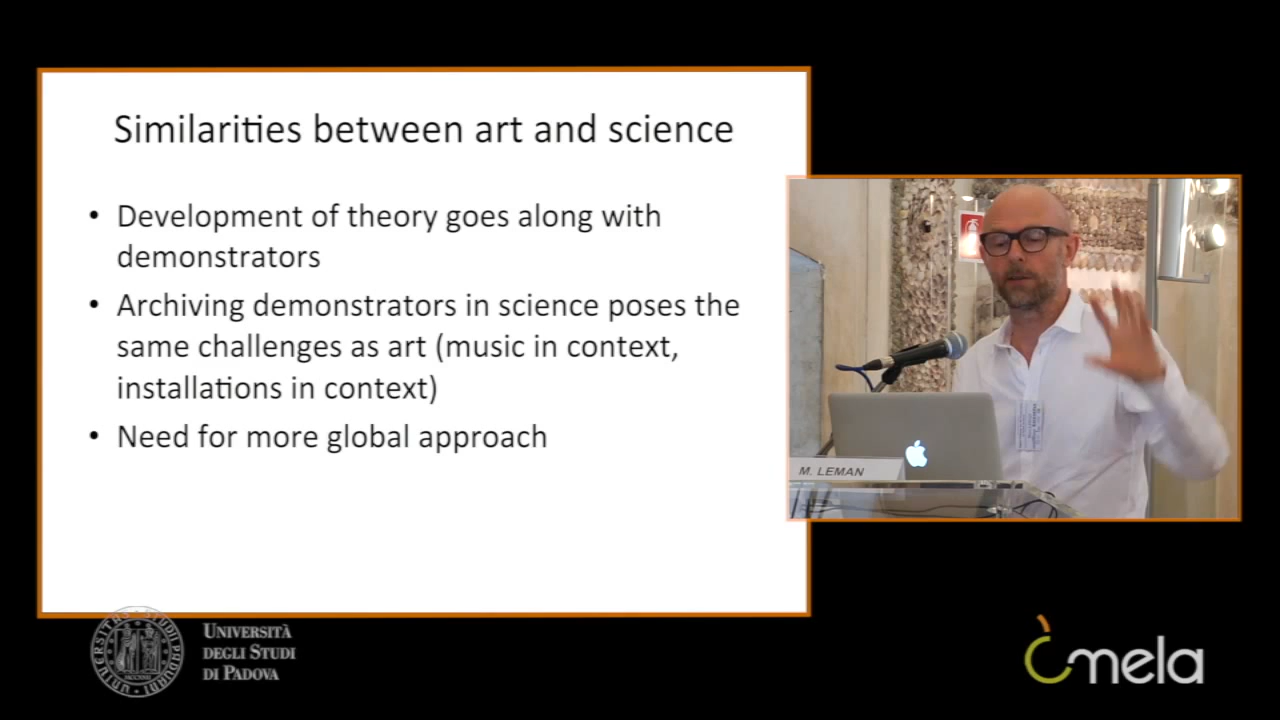 Similarities between art and science
• Development of theory goes along with
demonstrators
• Archiving demonstrators in science poses the
same challenges as art (music in context,
installations in context)
• Need for more global approach
M. LEMAN
UNIVERSITÀ
DEGLI STUDI
DI PADOVA
mela